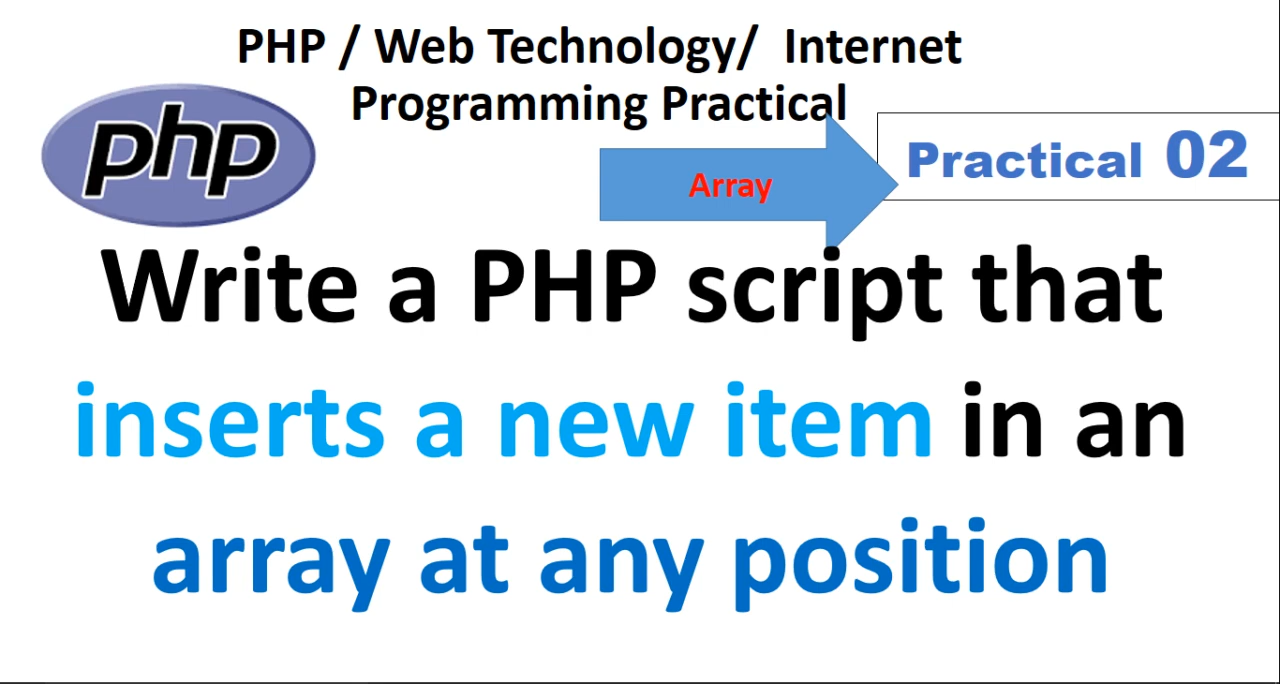 PHP / Web Technology/ Internet
Programming Practical
php
Practical 02
Array
Write a PHP script that
inserts a new item in an
array at any position